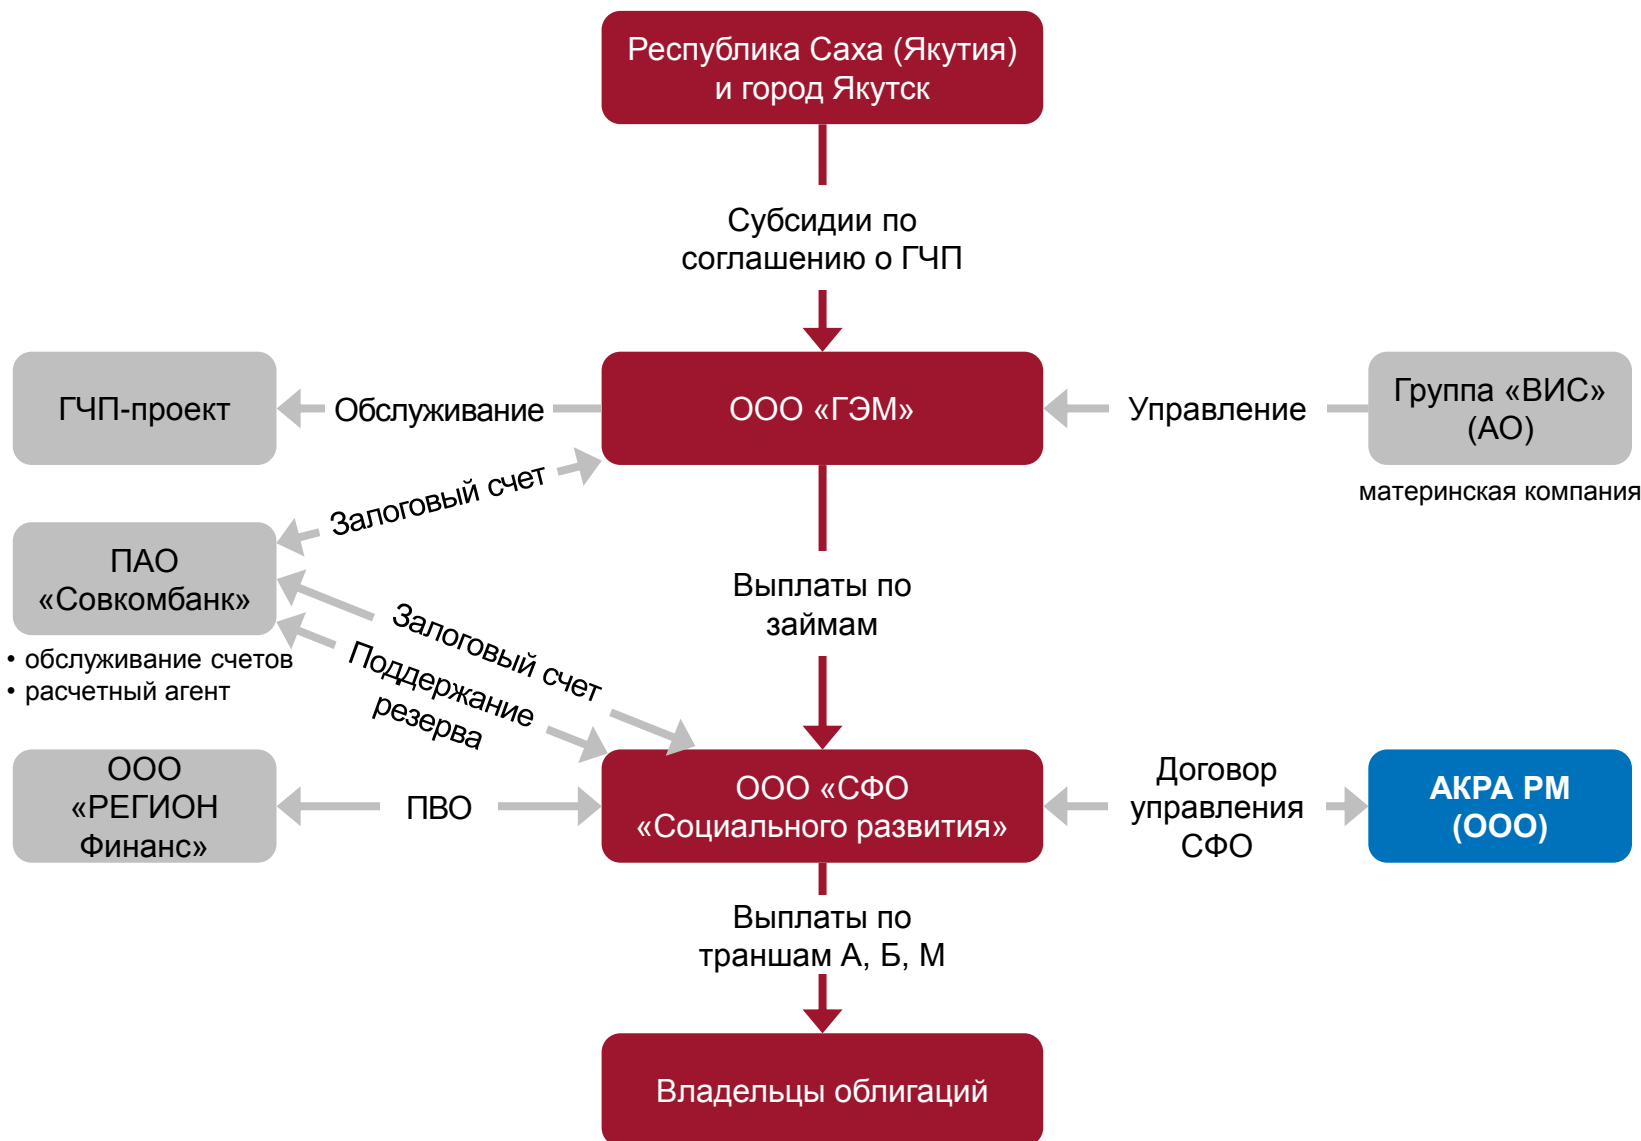 Республика Саха (Якутия)
и город Якутск
Субсидии по
соглашению о ГЧП
ГЧП-проект
Обслуживание
ООО «ГЭМ»
Управление
Группа «ВИС»
(АО)
материнская компания
Залоговый счет
ПАО
«Совкомбанк»
• обслуживание счетов
• расчетный агент
Выплаты по
займам
Залоговый счет
Поддержание
резерва
ООО
«РЕГИОН
Финанс»
ПВО
ООО «СФО
«Социального развития»
Договор
управления
СФО
АКРА РМ
(ООО)
Выплаты по
траншам А, Б, М
Владельцы облигаций